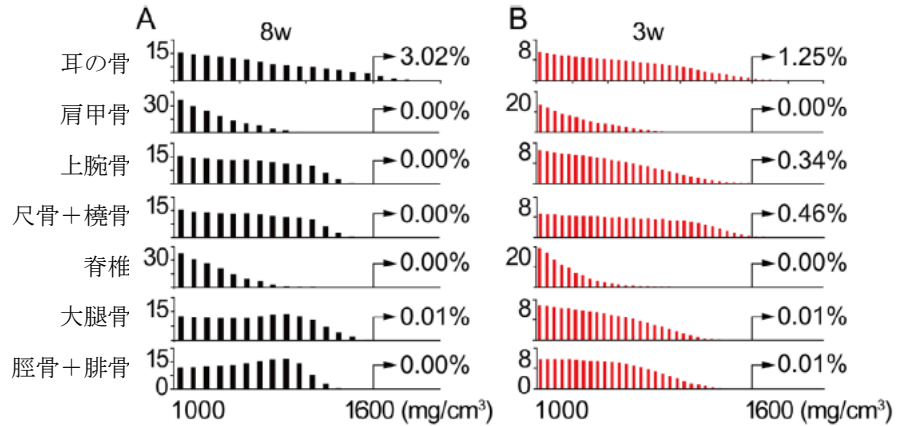 A B
8w 3w
耳の骨 15 3.02% 8 1.25%
肩甲骨 30 0.00% 20 0.00%
上腕骨 15 0.00% 8 0.34%
尺骨＋橈骨 15 0.00% 8 0.46%
脊椎 30 0.00% 20 0.00%
大腿骨 15 0.01% 8 0.01%
脛骨＋腓骨 15 0 0.00% 8 0 0.01%
1000 1600 (mg/cm³) 1000 1600 (mg/cm³)